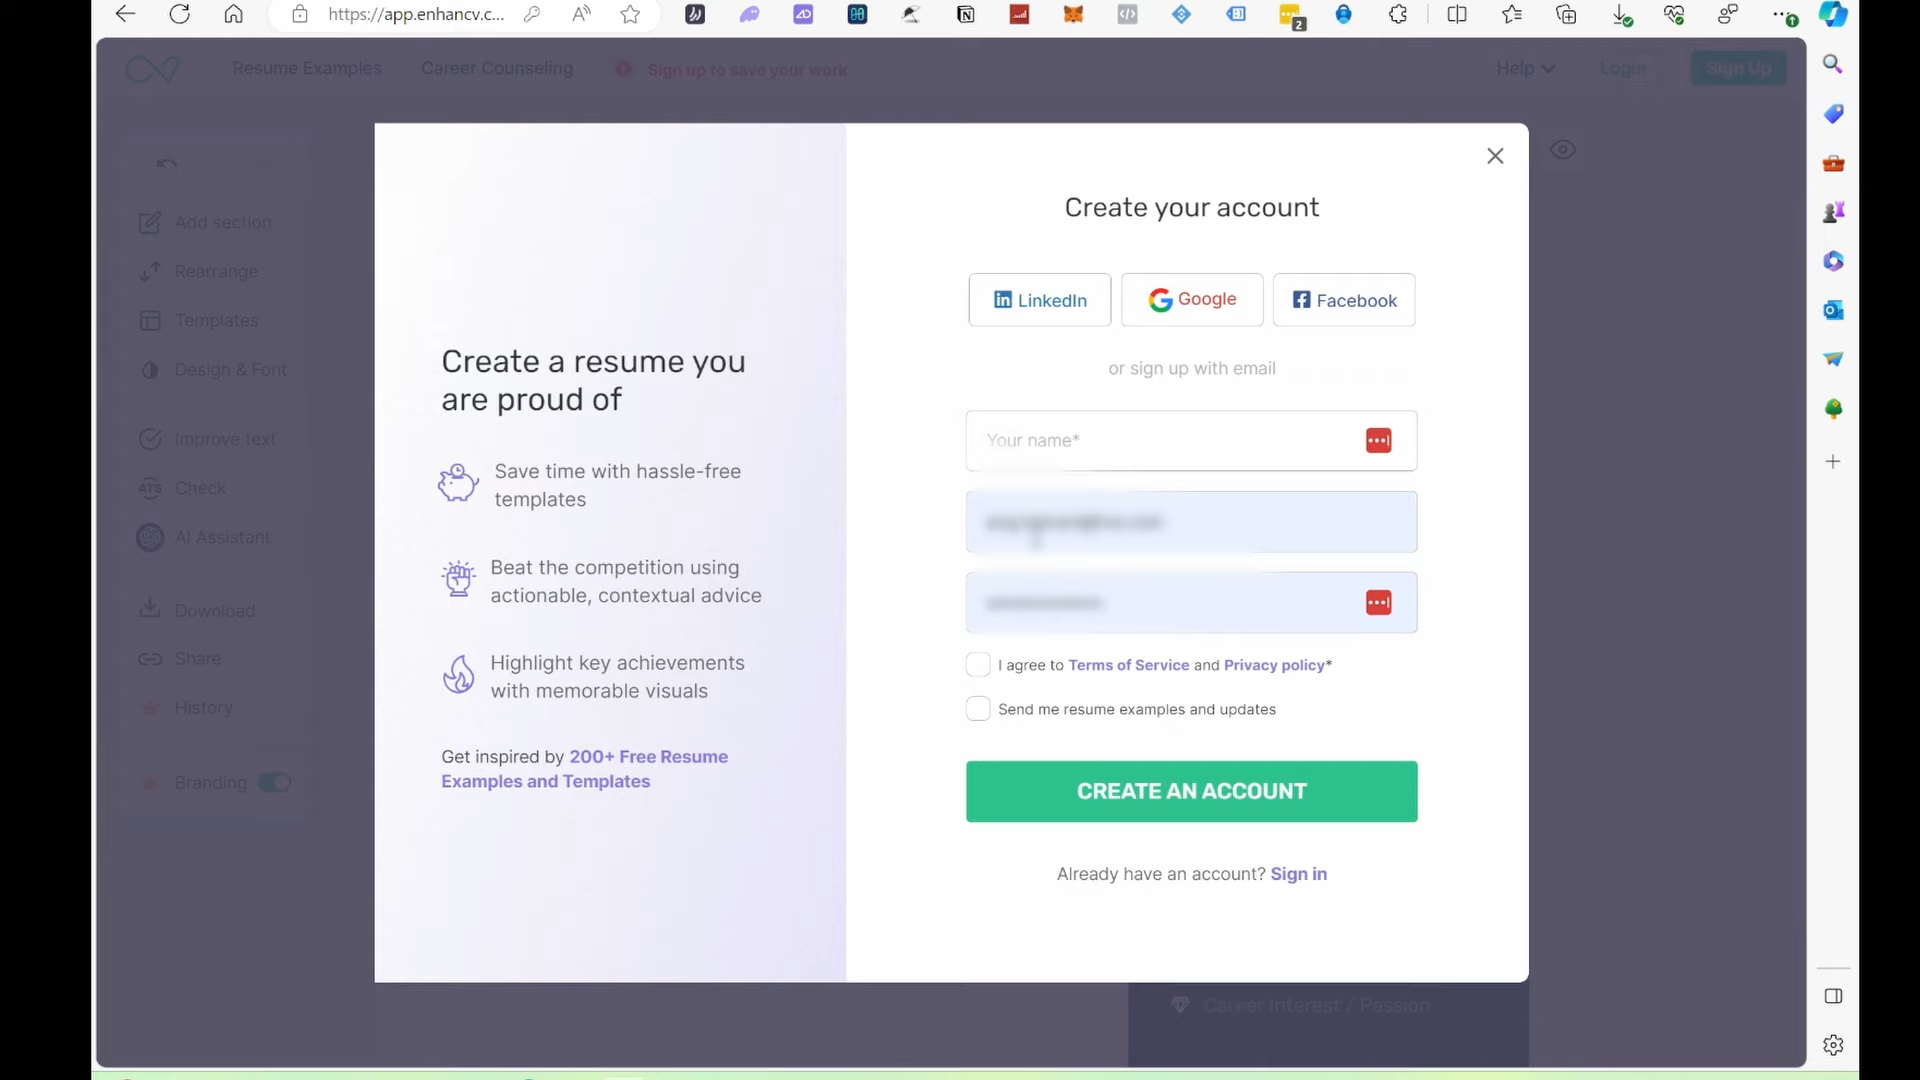 https://app.enhancv.c...
2
Resume Examples
Career Counseling
Sign up to save your work
Help
Login
Sign Up
Add section
Rearrange
Templates
Design & Font
Improve text
ATS
Check
AI Assistant
Download
Share
History
Branding
Create a resume you
are proud of
Save time with hassle-free
templates
Beat the competition using
actionable, contextual advice
Highlight key achievements
with memorable visuals
Get inspired by 200+ Free Resume
Examples and Templates
Create your account
LinkedIn
Google
Facebook
or sign up with email
Your name*
I agree to Terms of Service and Privacy policy*
Send me resume examples and updates
CREATE AN ACCOUNT
Already have an account? Sign in
Career Interest / Passion